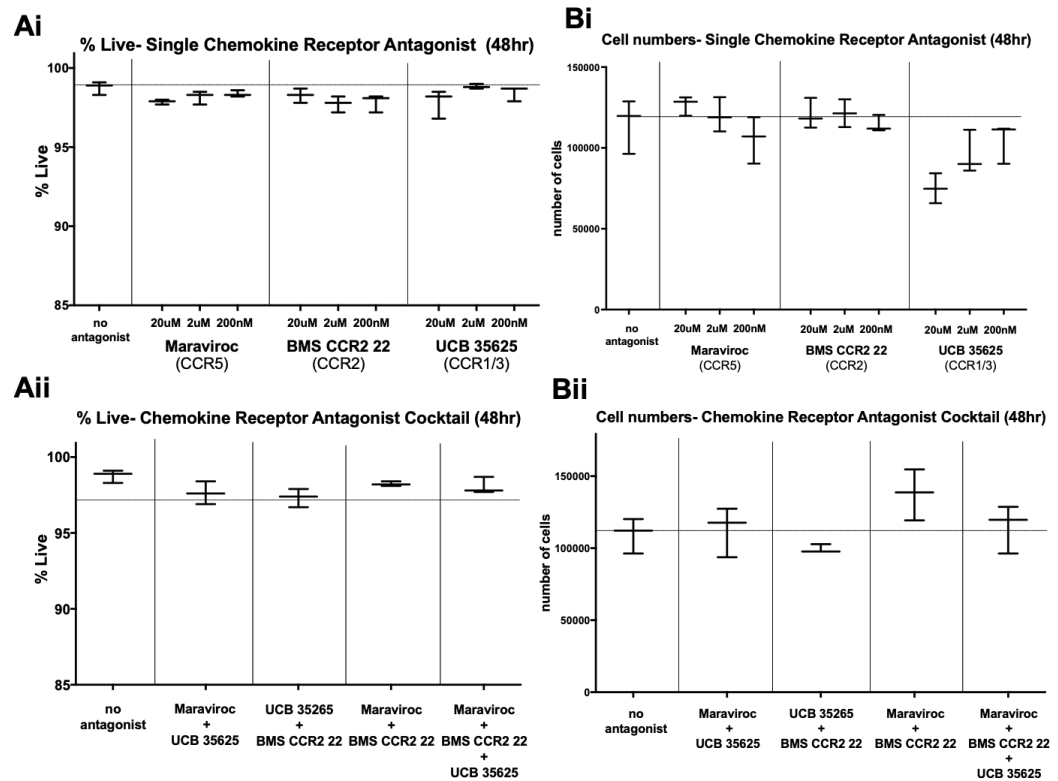 Ai
% Live- Single Chemokine Receptor Antagonist (48hr)
100
95
90
85
% Live
no
antagonist
20uM 2uM 200nM
Maraviroc
(CCR5)
20uM 2uM 200nM
BMS CCR2 22
(CCR2)
20uM 2uM 200nM
UCB 35625
(CCR1/3)
Bi
Cell numbers- Single Chemokine Receptor Antagonist (48hr)
150000
100000
50000
0
number of cells
no
antagonist
20uM 2uM 200nM
Maraviroc
(CCR5)
20uM 2uM 200nM
BMS CCR2 22
(CCR2)
20uM 2uM 200nM
UCB 35625
(CCR1/3)
Aii
% Live- Chemokine Receptor Antagonist Cocktail (48hr)
100
95
90
85
% Live
no
antagonist
Maraviroc
+
UCB 35625
UCB 35265
+
BMS CCR2 22
Maraviroc
+
BMS CCR2 22
Maraviroc
+
BMS CCR2 22
+
UCB 35625
Bii
Cell numbers- Chemokine Receptor Antagonist Cocktail (48hr)
150000
100000
50000
0
number of cells
no
antagonist
Maraviroc
+
UCB 35625
UCB 35265
+
BMS CCR2 22
Maraviroc
+
BMS CCR2 22
Maraviroc
+
BMS CCR2 22
+
UCB 35625